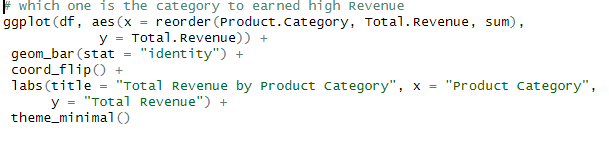 # which one is the category to earned high Revenue
ggplot(df, aes(x = reorder(Product.Category, Total.Revenue, sum),
               y = Total.Revenue)) +
 geom_bar(stat = "identity") +
 coord_flip() +
 labs(title = "Total Revenue by Product Category", x = "Product Category",
      y = "Total Revenue") +
 theme_minimal()